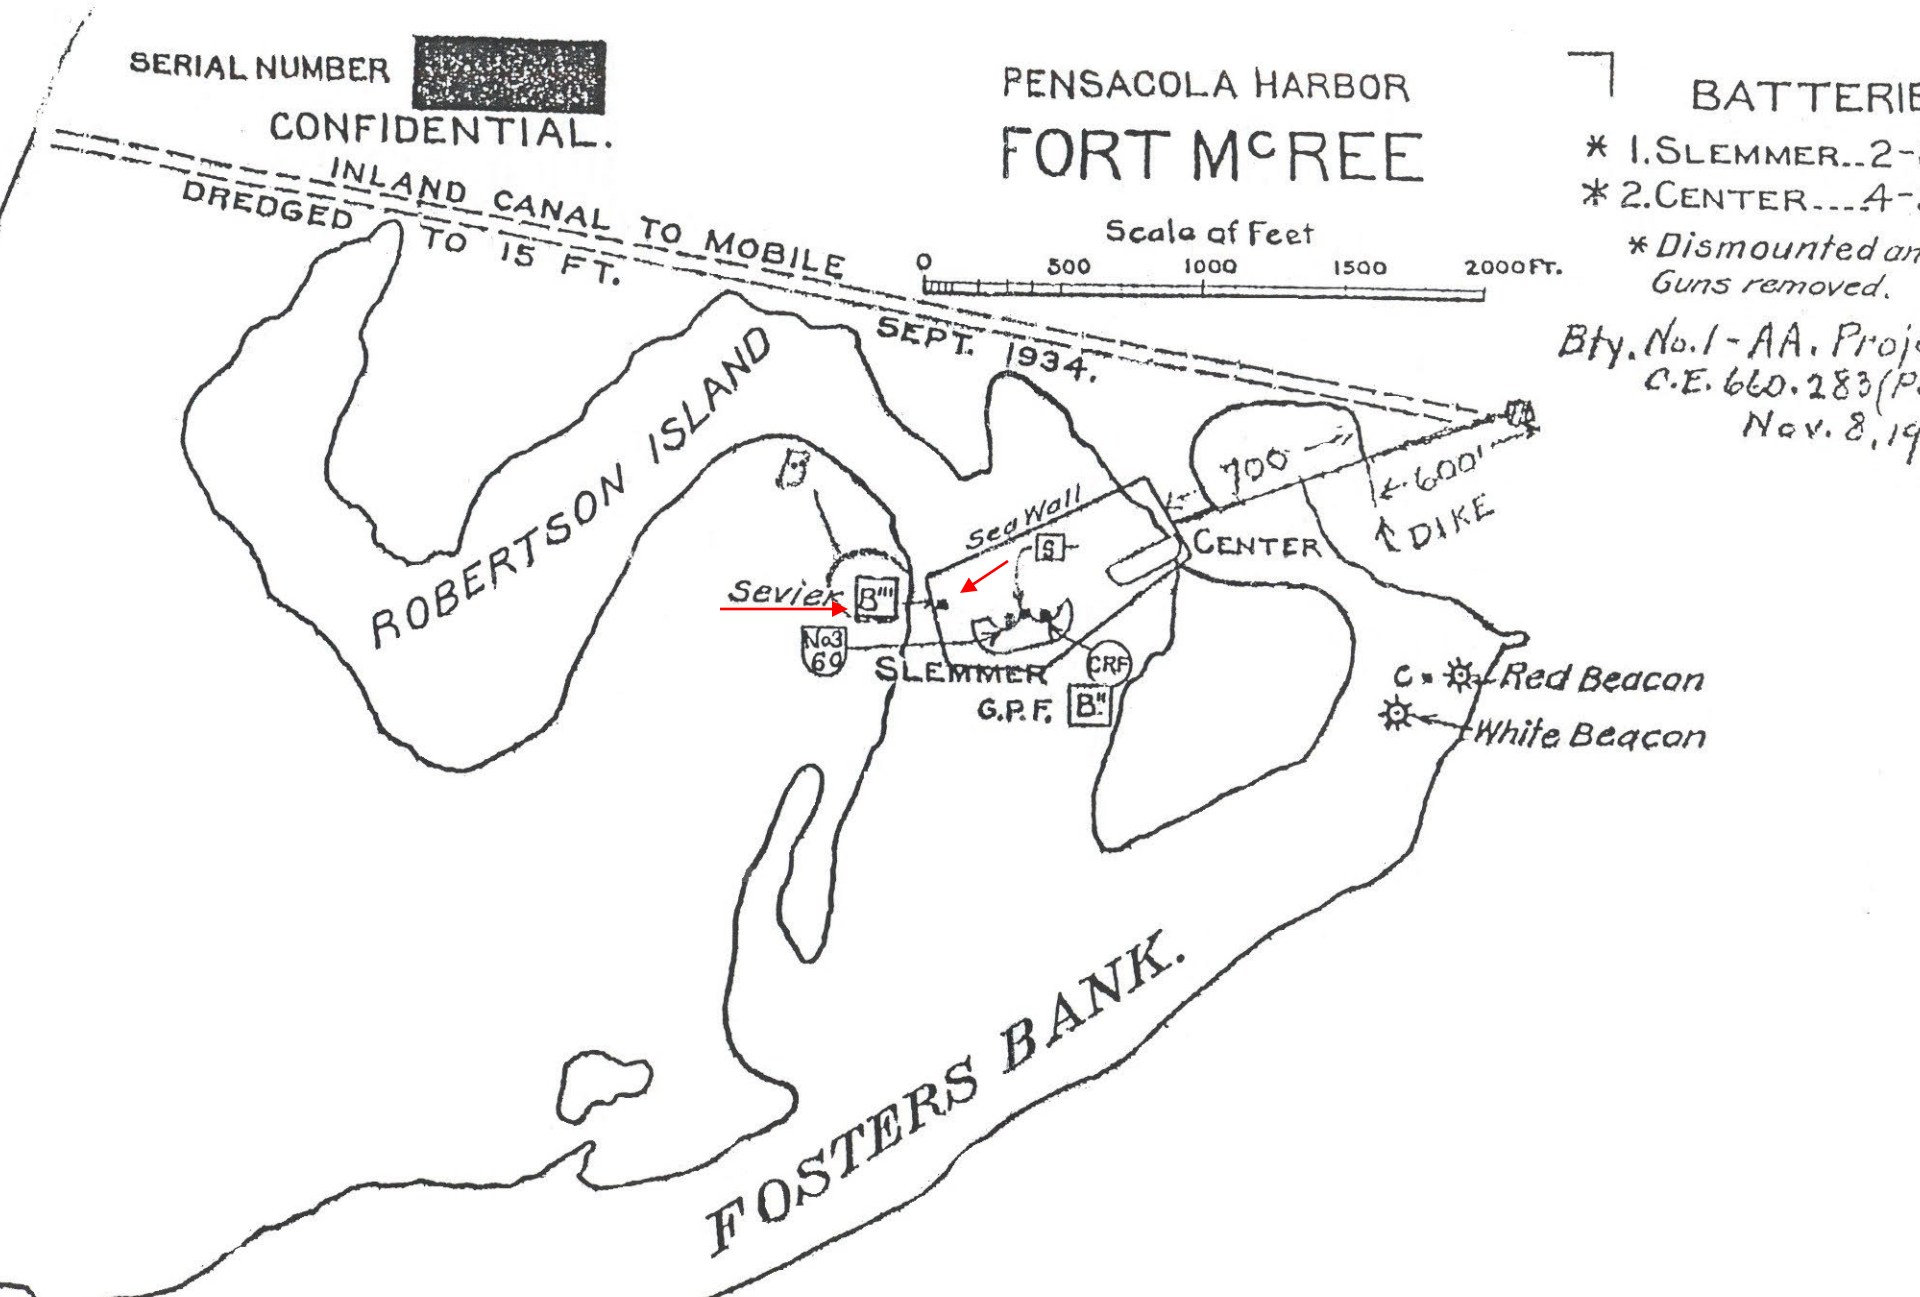 SERIAL NUMBER
CONFIDENTIAL.
INLAND CANAL TO MOBILE
DREDGED TO 15 FT.
SEPT. 1934.
PENSACOLA HARBOR
FORT McREE
Scale of Feet
0 500 1000 1500 2000 FT.
BATTERIE
* 1. SLEMMER.. 2-
* 2. CENTER.... 4-
* Dismounted an
Guns removed.
Bty. No. 1 - AA. Proj
C.E. 660.283 (P
Nov. 8, 19
ROBERTSON ISLAND
B
Sea Wall
S
700
600'
DIKE
CENTER
Sevier
B''''
No3
60
SLEMMER
CRF
G.P.F.
B"
C
Red Beacon
White Beacon
FOSTERS BANK.